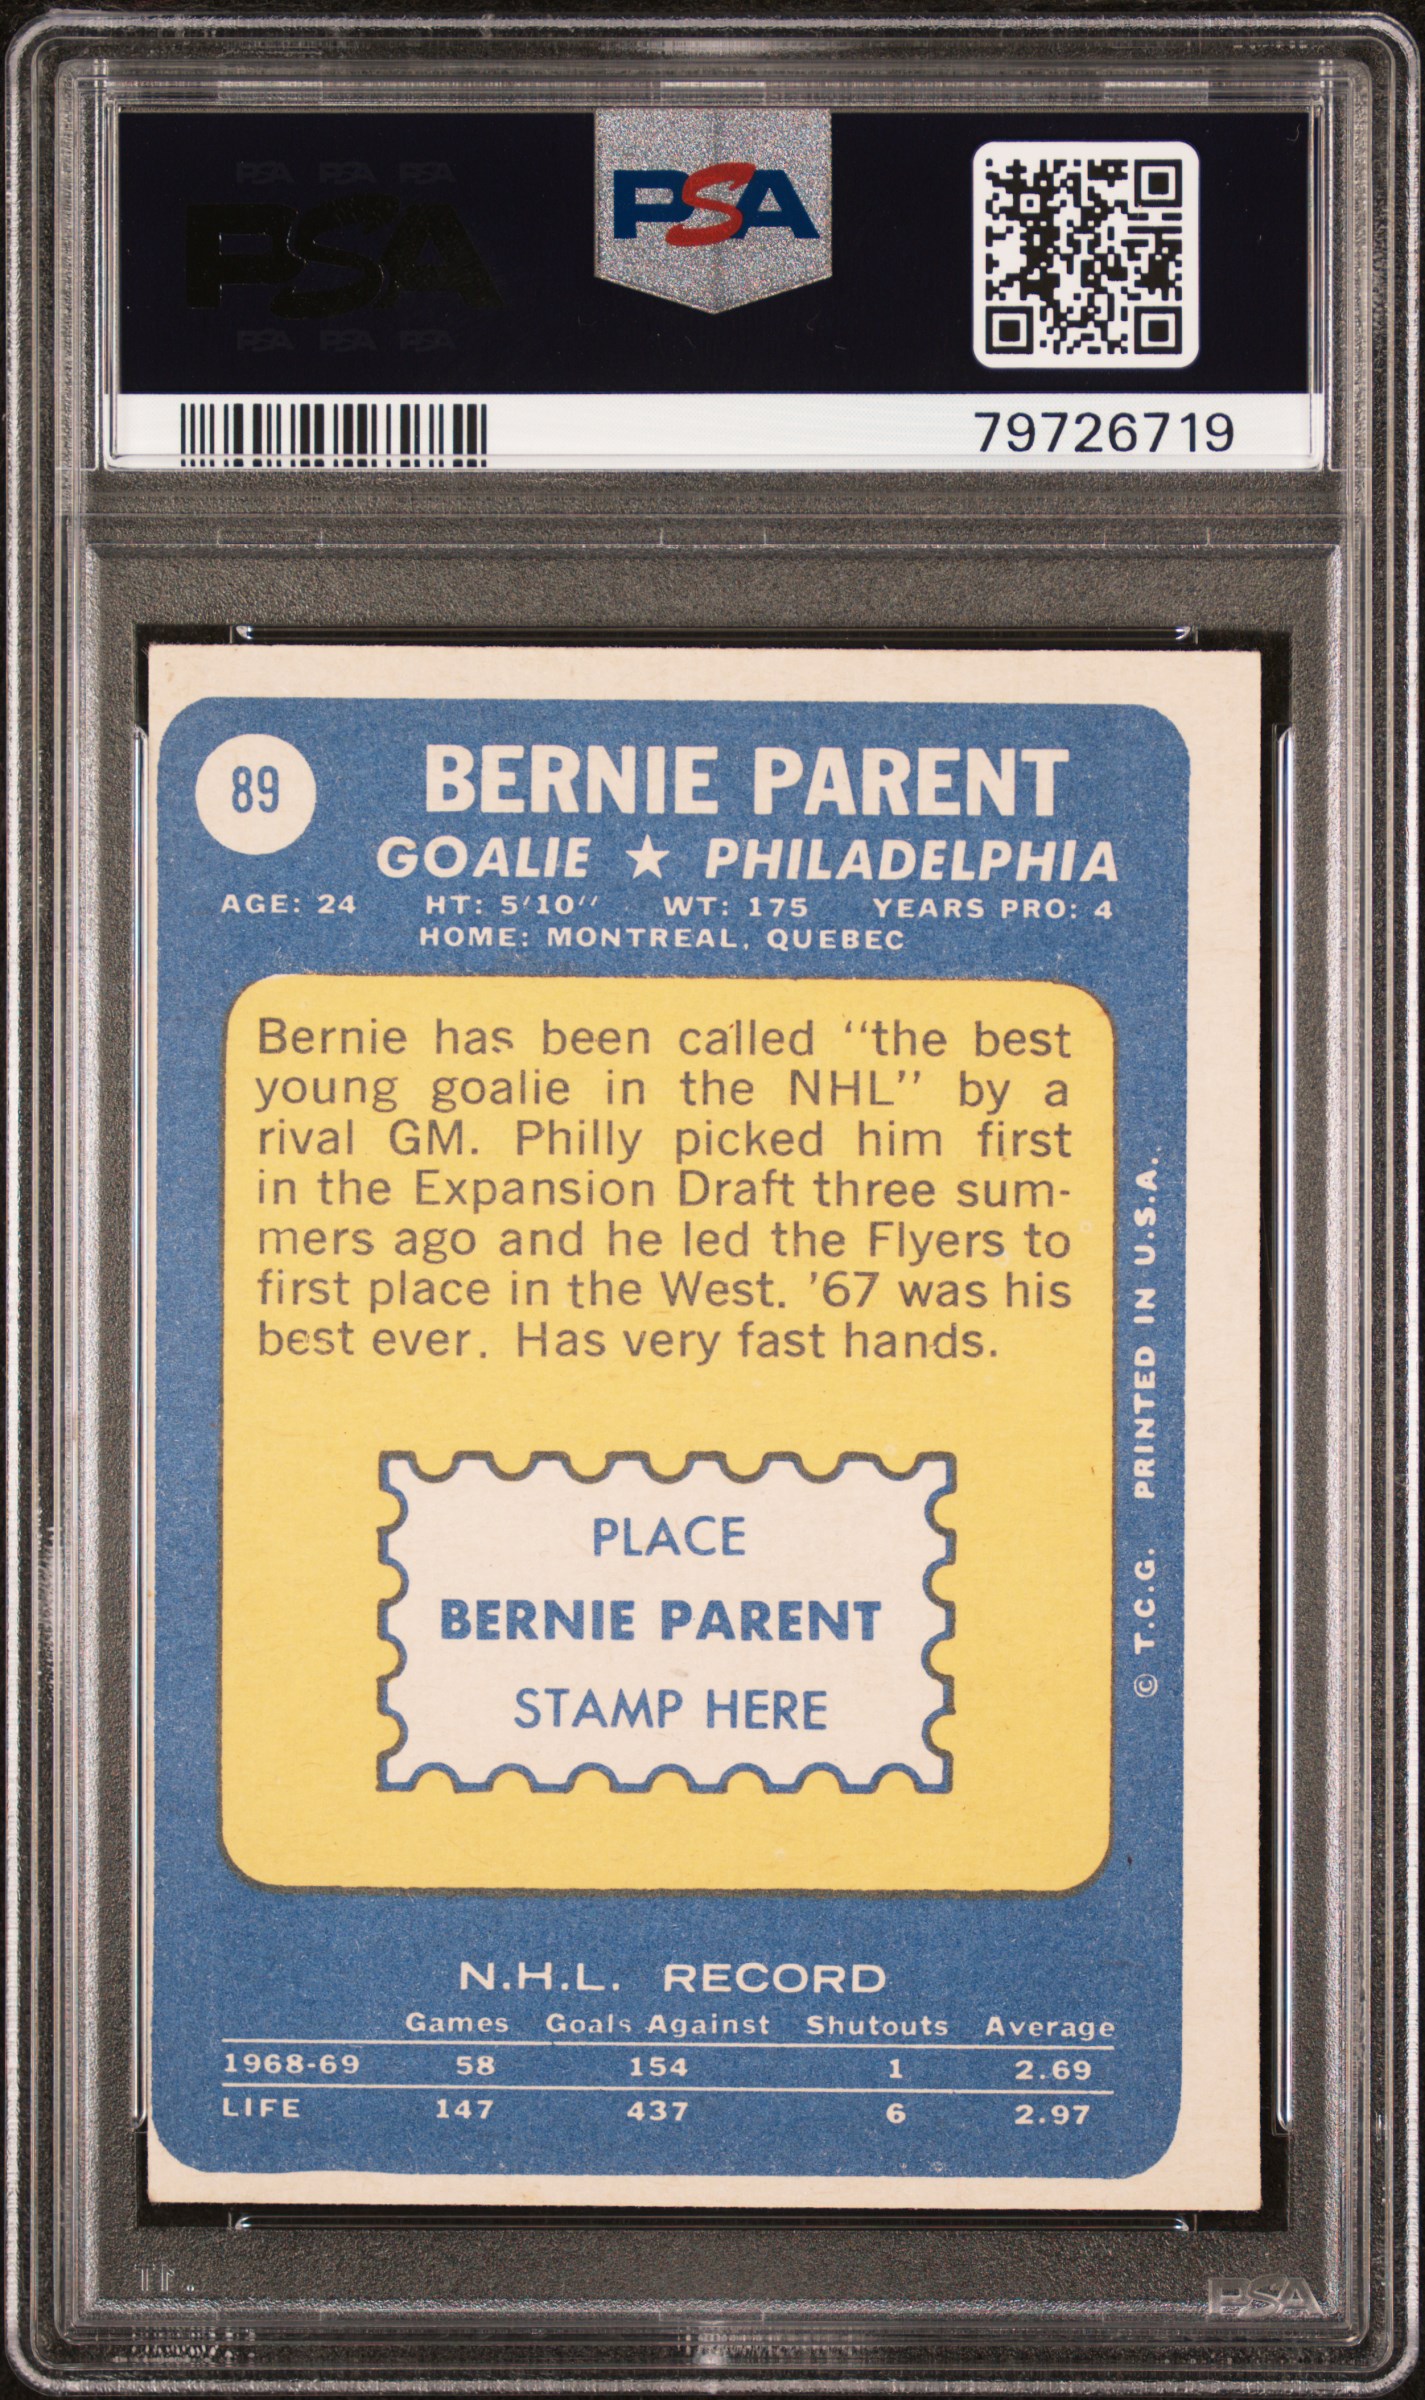 PSA PSA PSA
PSA
PSA PSA PSA
PSA
79726719
89
BERNIE PARENT
GOALIE ★ PHILADELPHIA
AGE: 24 HT: 5'10'' WT: 175 YEARS PRO: 4
HOME: MONTREAL, QUEBEC
Bernie has been called “the best
young goalie in the NHL” by a
rival GM. Philly picked him first
in the Expansion Draft three sum-
mers ago and he led the Flyers to
first place in the West. ’67 was his
best ever. Has very fast hands.
PLACE
BERNIE PARENT
STAMP HERE
© T.C.G. PRINTED IN U.S.A.
N.H.L. RECORD
Games Goals Against Shutouts Average
1968-69 58 154 1 2.69
LIFE 147 437 6 2.97
PSA